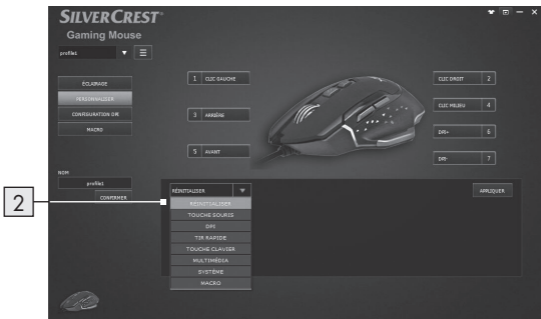 SILVERCREST®
Gaming Mouse
profile1
ÉCLAIRAGE
PERSONNALISER
CONFIGURATION DPI
MACRO
1 CLIC GAUCHE
3 ARRIÈRE
5 AVANT
CLIC DROIT 2
CLIC MILIEU 4
DPI+ 6
DPI- 7
NOM
profile1
CONFIRMER
2
RÉINITIALISER
APPLIQUER
RÉINITIALISER
TOUCHE SOURIS
DPI
TIR RAPIDE
TOUCHE CLAVIER
MULTIMÉDIA
SYSTÈME
MACRO